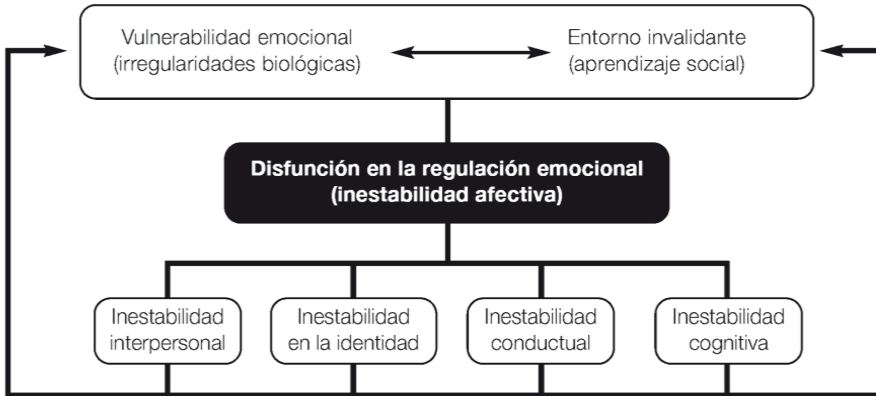 Vulnerabilidad emocional
(irregularidades biológicas)
Entorno invalidante
(aprendizaje social)
Disfunción en la regulación emocional
(inestabilidad afectiva)
Inestabilidad
interpersonal
Inestabilidad
en la identidad
Inestabilidad
conductual
Inestabilidad
cognitiva